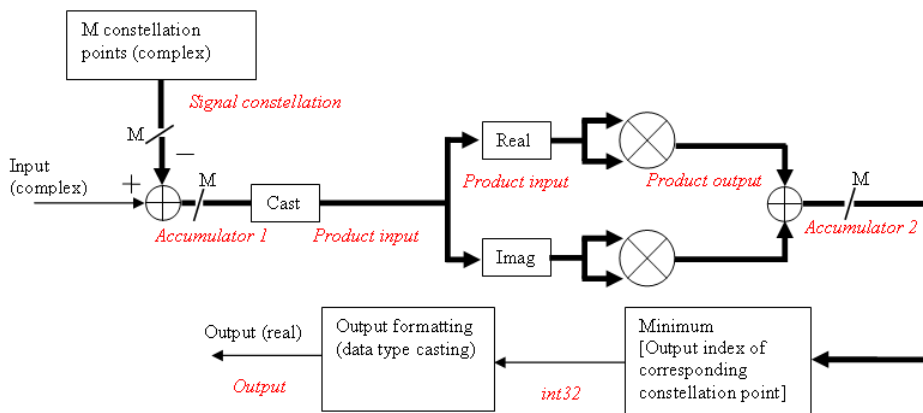 M constellation
points (complex)
Signal constellation
M
−
Input
(complex)
+
M
Cast
Accumulator 1
Product input
Real
Product input
Product output
M
Accumulator 2
Imag
Output (real)
Output
Output formatting
(data type casting)
int32
Minimum
[Output index of
corresponding
constellation point]